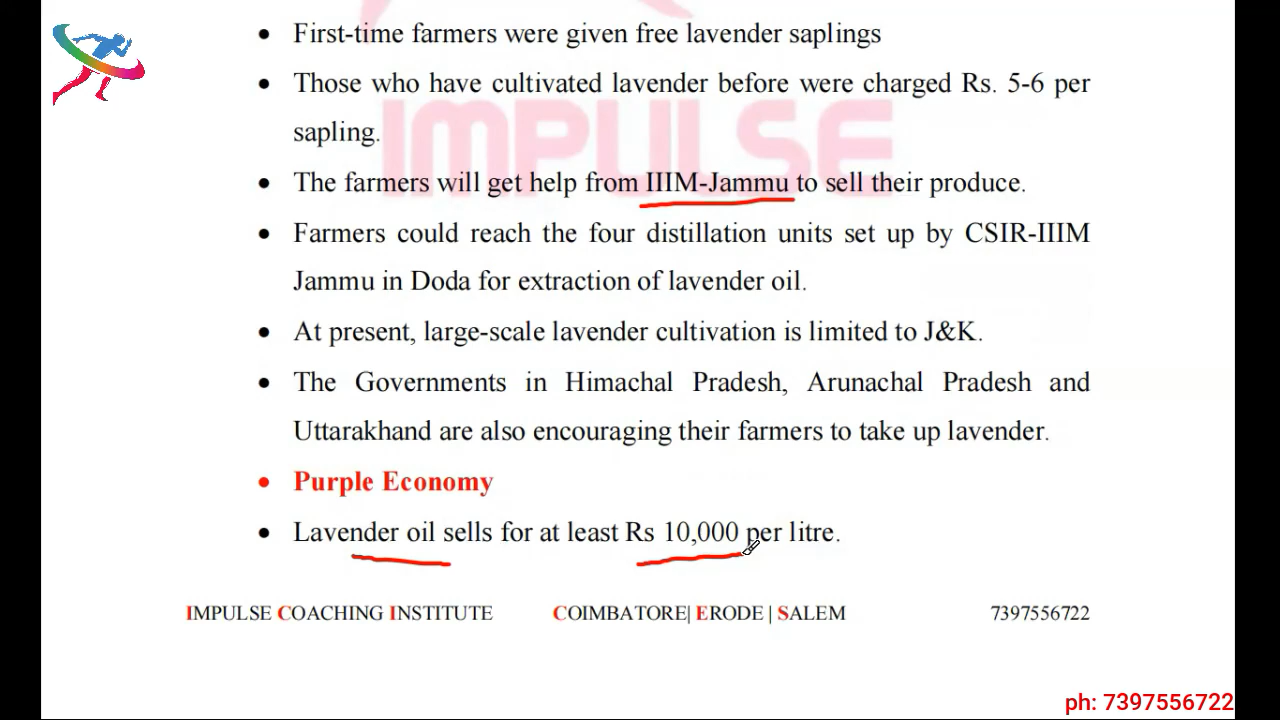 • First-time farmers were given free lavender saplings
• Those who have cultivated lavender before were charged Rs. 5-6 per
sapling.
IMPULSE
• The farmers will get help from IIIM-Jammu to sell their produce.
• Farmers could reach the four distillation units set up by CSIR-IIIM
Jammu in Doda for extraction of lavender oil.
• At present, large-scale lavender cultivation is limited to J&K.
• The Governments in Himachal Pradesh, Arunachal Pradesh and
Uttarakhand are also encouraging their farmers to take up lavender.
• Purple Economy
• Lavender oil sells for at least Rs 10,000 per litre.
IMPULSE COACHING INSTITUTE COIMBATORE| ERODE | SALEM 7397556722
ph: 7397556722